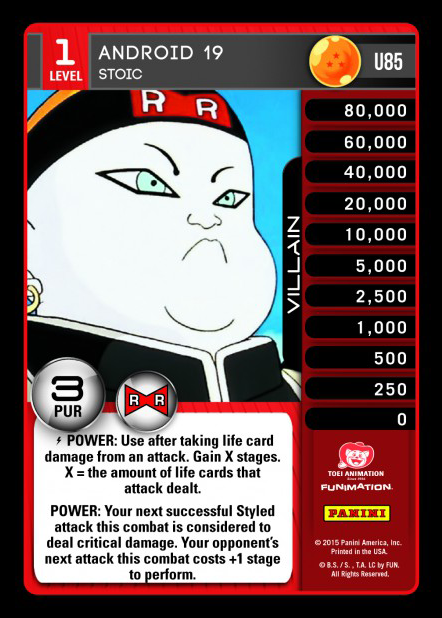 1
LEVEL
ANDROID 19
STOIC
U85
R R
80,000
60,000
40,000
20,000
10,000
5,000
2,500
1,000
500
250
0
VILLAIN
3
PUR
R R
POWER: Use after taking life card
damage from an attack. Gain X stages.
X = the amount of life cards that
attack dealt.
POWER: Your next successful Styled
attack this combat is considered to
deal critical damage. Your opponent's
next attack this combat costs +1 stage
to perform.
TOEI ANIMATION
Since 1956
FUNIMATION.
PANINI
© 2015 Panini America, Inc.
Printed in the USA.
© B.S. / S. , T.A. LC by FUN.
All Rights Reserved.